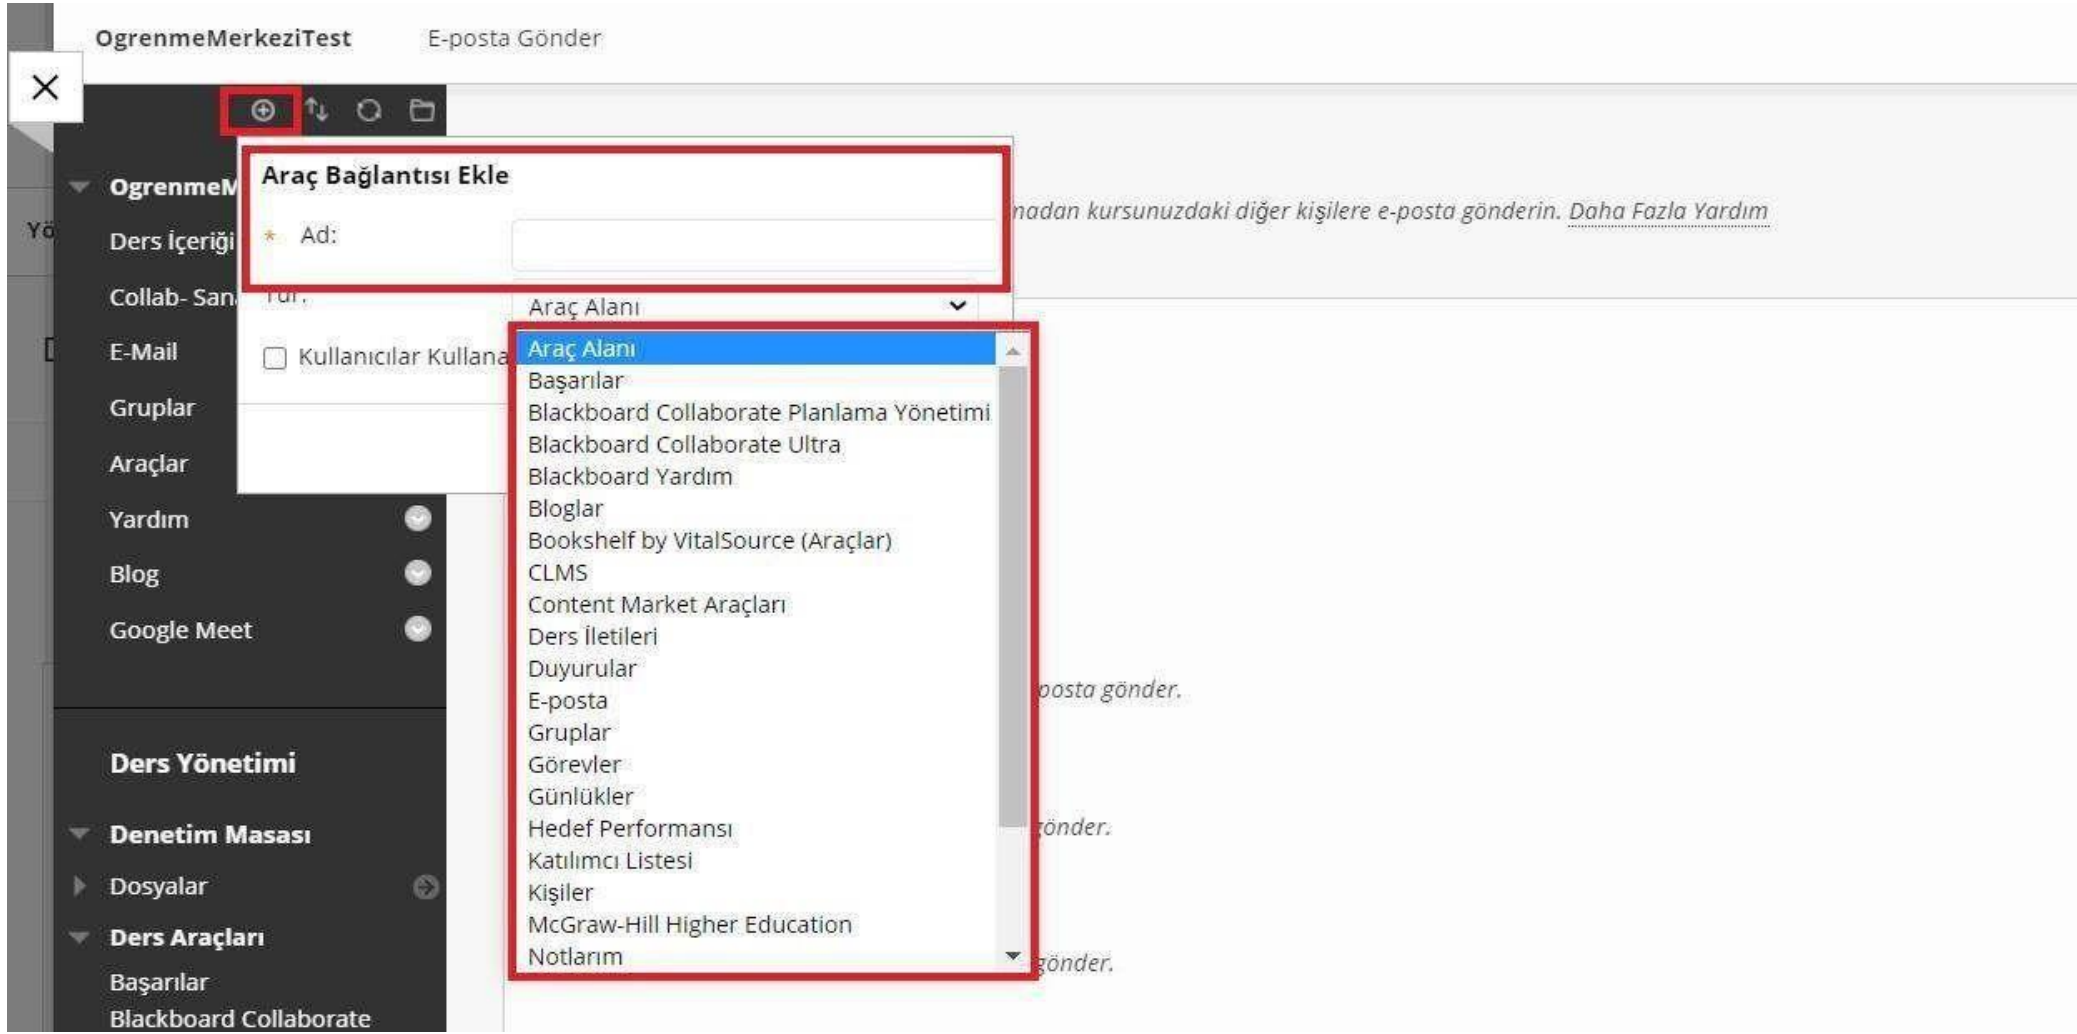 OgrenmeMerkeziTest E-posta Gönder
Yö
OgrenmeM
Ders İçeriği
Collab- San
E-Mail
Gruplar
Araçlar
Yardım
Blog
Google Meet
Ders Yönetimi
Denetim Masası
Dosyalar
Ders Araçları
Başarılar
Blackboard Collaborate
Araç Bağlantısı Ekle
* Ad:
Tür:
Araç Alanı
Kullanıcılar Kullana
Araç Alanı
Başarılar
Blackboard Collaborate Planlama Yönetimi
Blackboard Collaborate Ultra
Blackboard Yardım
Bloglar
Bookshelf by VitalSource (Araçlar)
CLMS
Content Market Araçları
Ders İletileri
Duyurular
E-posta
Gruplar
Görevler
Günlükler
Hedef Performansı
Katılımcı Listesi
Kişiler
McGraw-Hill Higher Education
Notlarım
nadan kursunuzdaki diğer kişilere e-posta gönderin. Daha Fazla Yardım
posta gönder.
gönder.
gönder.